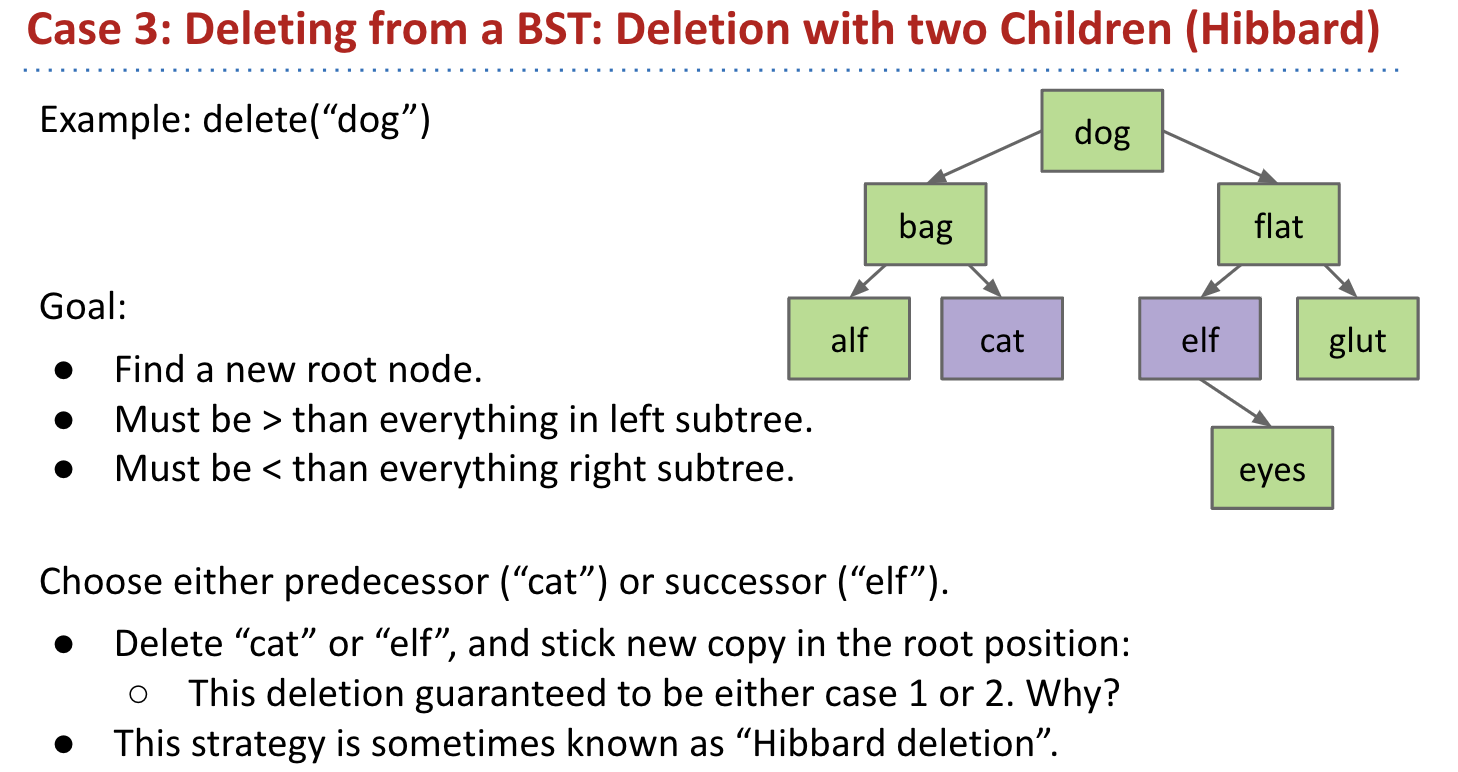 Case 3: Deleting from a BST: Deletion with two Children (Hibbard)
Example: delete(“dog”)
dog
bag
flat
alf
cat
elf
glut
eyes
Goal:
● Find a new root node.
● Must be > than everything in left subtree.
● Must be < than everything right subtree.
Choose either predecessor (“cat”) or successor (“elf”).
● Delete “cat” or “elf”, and stick new copy in the root position:
○ This deletion guaranteed to be either case 1 or 2. Why?
● This strategy is sometimes known as “Hibbard deletion”.